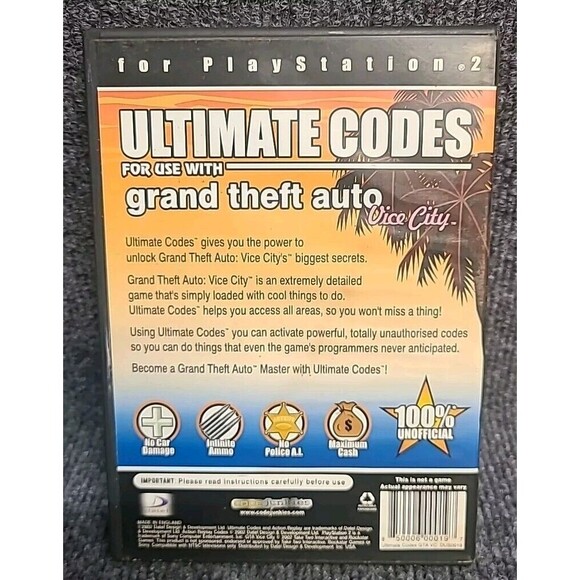 for PlayStation®2
ULTIMATE CODES
FOR USE WITH
grand theft auto
Vice City™
Ultimate Codes™ gives you the power to
unlock Grand Theft Auto: Vice City's™ biggest secrets.
Grand Theft Auto: Vice City™ is an extremely detailed
game that's simply loaded with cool things to do.
Ultimate Codes™ helps you access all areas, so you won't miss a thing!
Using Ultimate Codes™ you can activate powerful, totally unauthorised codes
so you can do things that even the game's programmers never anticipated.
Become a Grand Theft Auto™ Master with Ultimate Codes™!
100%
UNOFFICIAL
No Car
Damage
Infinite
Ammo
No
Police A.I.
Maximum
Cash
IMPORTANT Please read instructions carefully before use
This is not a game
Actual appearance may vary
codejunkies
www.codejunkies.com
MADE IN ENGLAND